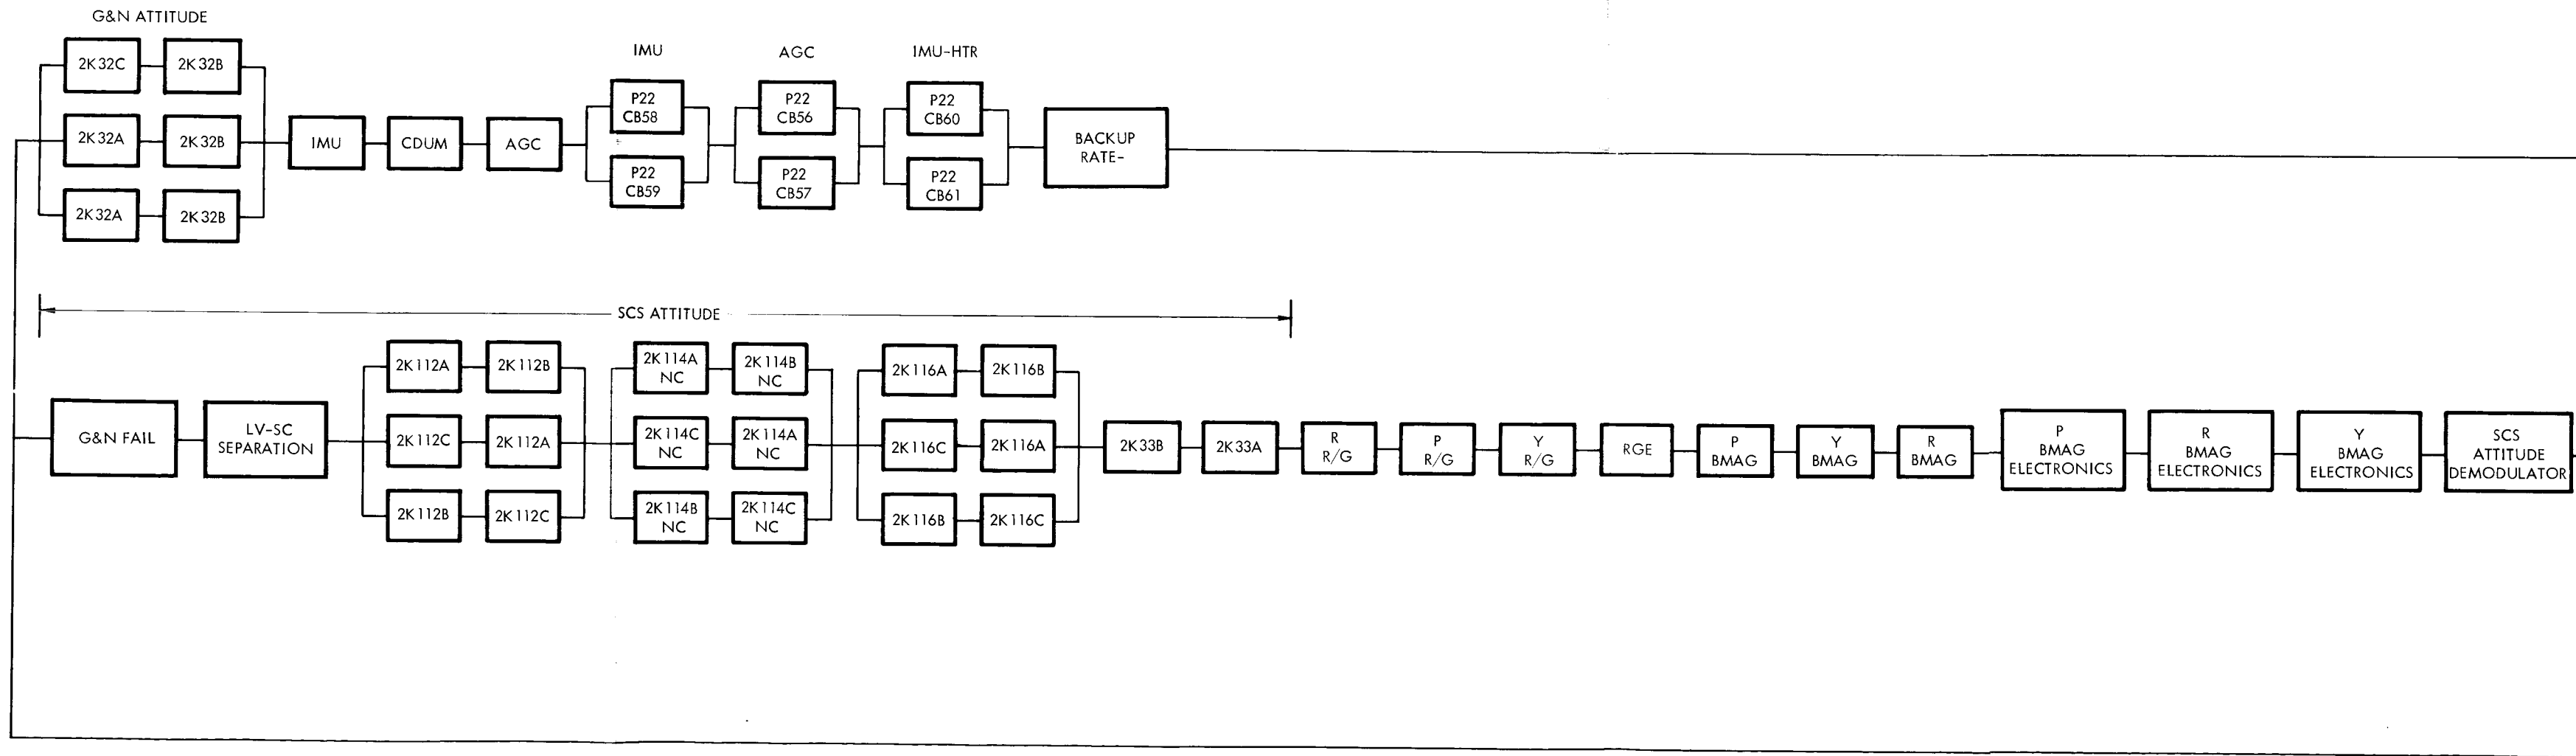 G&N ATTITUDE
2K32C
2K32B
2K32A
2K32B
2K32A
2K32B
IMU
CDUM
AGC
IMU
P22
CB58
P22
CB59
AGC
P22
CB56
P22
CB57
IMU-HTR
P22
CB60
P22
CB61
BACKUP
RATE-
SCS ATTITUDE
G&N FAIL
LV-SC
SEPARATION
2K112A
2K112B
2K112C
2K112A
2K112B
2K112C
2K114A
NC
2K114B
NC
2K114C
NC
2K114A
NC
2K114B
NC
2K114C
NC
2K116A
2K116B
2K116C
2K116A
2K116B
2K116C
2K33B
2K33A
R
R/G
P
R/G
Y
R/G
RGE
P
BMAG
Y
BMAG
R
BMAG
P
BMAG
ELECTRONICS
R
BMAG
ELECTRONICS
Y
BMAG
ELECTRONICS
SCS
ATTITUDE
DEMODULATOR